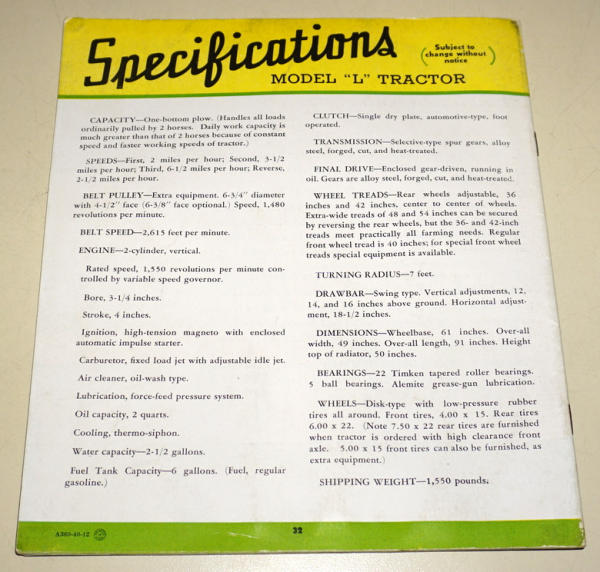 Specifications
(Subject to
change without
notice)
MODEL "L" TRACTOR
CAPACITY—One-bottom plow. (Handles all loads
ordinarily pulled by 2 horses. Daily work capacity is
much greater than that of 2 horses because of constant
speed and faster working speeds of tractor.)
SPEEDS—First, 2 miles per hour; Second, 3-1/2
miles per hour; Third, 6-1/2 miles per hour; Reverse,
2-1/2 miles per hour.
BELT PULLEY—Extra equipment. 6-3/4" diameter
with 4-1/2" face (6-3/8" face optional.) Speed, 1,480
revolutions per minute.
BELT SPEED—2,615 feet per minute.
ENGINE—2-cylinder, vertical.
Rated speed, 1,550 revolutions per minute con-
trolled by variable speed governor.
Bore, 3-1/4 inches.
Stroke, 4 inches.
Ignition, high-tension magneto with enclosed
automatic impulse starter.
Carburetor, fixed load jet with adjustable idle jet.
Air cleaner, oil-wash type.
Lubrication, force-feed pressure system.
Oil capacity, 2 quarts.
Cooling, thermo-siphon.
Water capacity—2-1/2 gallons.
Fuel Tank Capacity—6 gallons. (Fuel, regular
gasoline.)
CLUTCH—Single dry plate, automotive-type, foot
operated.
TRANSMISSION—Selective-type spur gears, alloy
steel, forged, cut, and heat-treated.
FINAL DRIVE—Enclosed gear-driven, running in
oil. Gears are alloy steel, forged, cut, and heat-treated.
WHEEL TREADS—Rear wheels adjustable, 36
inches and 42 inches, center to center of wheels.
Extra-wide treads of 48 and 54 inches can be secured
by reversing the rear wheels, but the 36- and 42-inch
treads meet practically all farming needs. Regular
front wheel tread is 40 inches; for special front wheel
treads special equipment is available.
TURNING RADIUS—7 feet.
DRAWBAR—Swing type. Vertical adjustments, 12,
14, and 16 inches above ground. Horizontal adjust-
ment, 18-1/2 inches.
DIMENSIONS—Wheelbase, 61 inches. Over-all
width, 49 inches. Over-all length, 91 inches. Height
top of radiator, 50 inches.
BEARINGS—22 Timken tapered roller bearings.
5 ball bearings. Alemite grease-gun lubrication.
WHEELS—Disk-type with low-pressure rubber
tires all around. Front tires, 4.00 x 15. Rear tires
6.00 x 22. (Note 7.50 x 22 rear tires are furnished
when tractor is ordered with high clearance front
axle. 5.00 x 15 front tires can also be furnished, as
extra equipment.)
SHIPPING WEIGHT—1,550 pounds.
A369-40-12
32